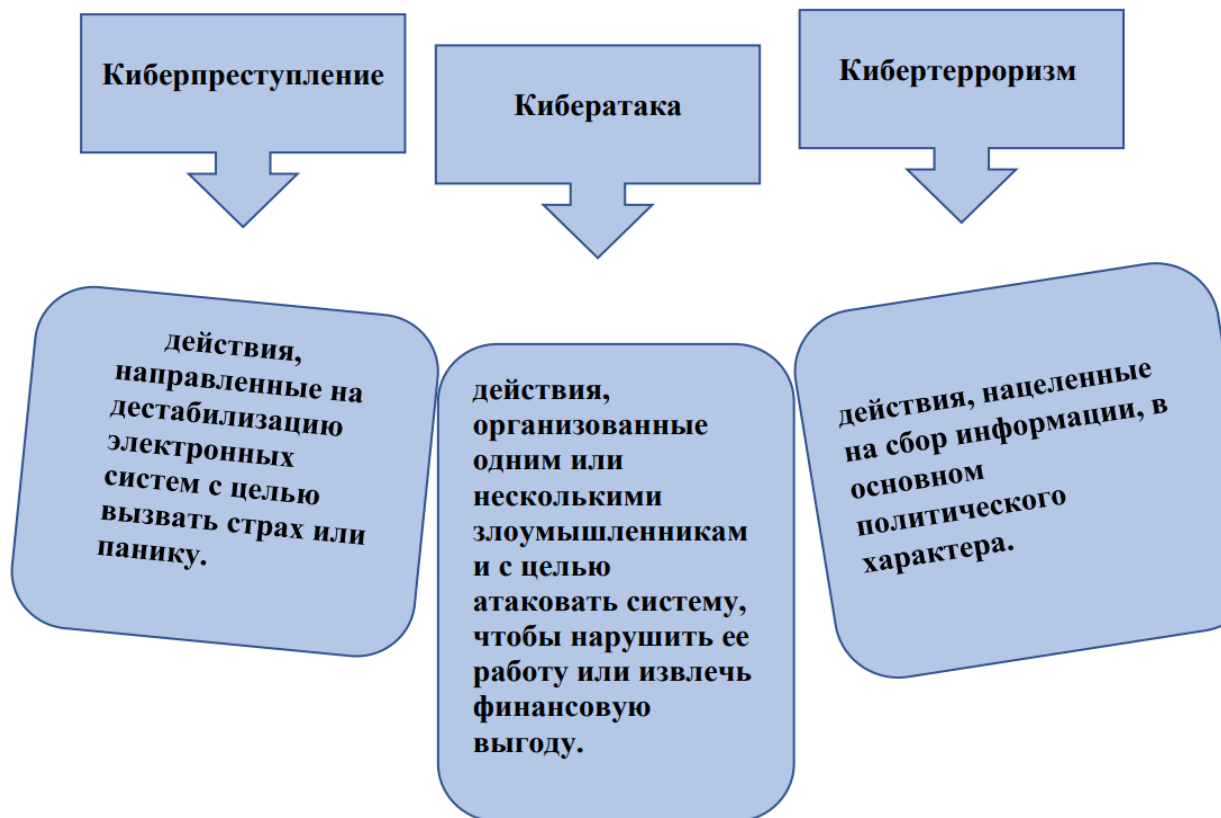 Киберпреступление
Кибератака
Кибертерроризм
действия,
направленные на
дестабилизацию
электронных
систем с целью
вызвать страх или
панику.
действия,
организованные
одним или
несколькими
злоумышленникам
и с целью
атаковать систему,
чтобы нарушить ее
работу или извлечь
финансовую
выгоду.
действия, нацеленные
на сбор информации, в
основном
политического
характера.